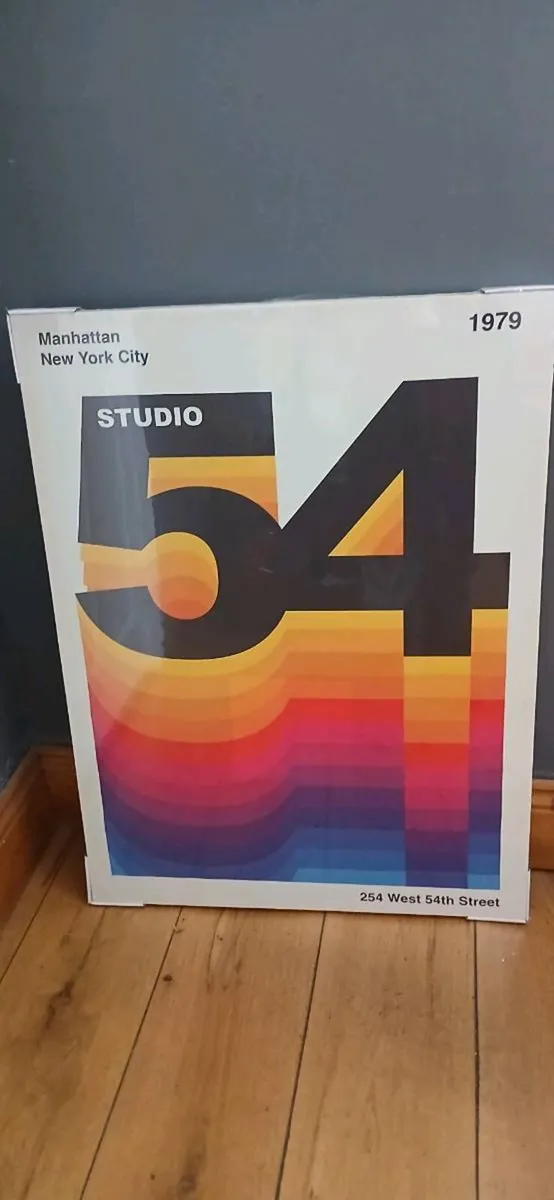 Manhattan
New York City
1979
STUDIO
54
254 West 54th Street